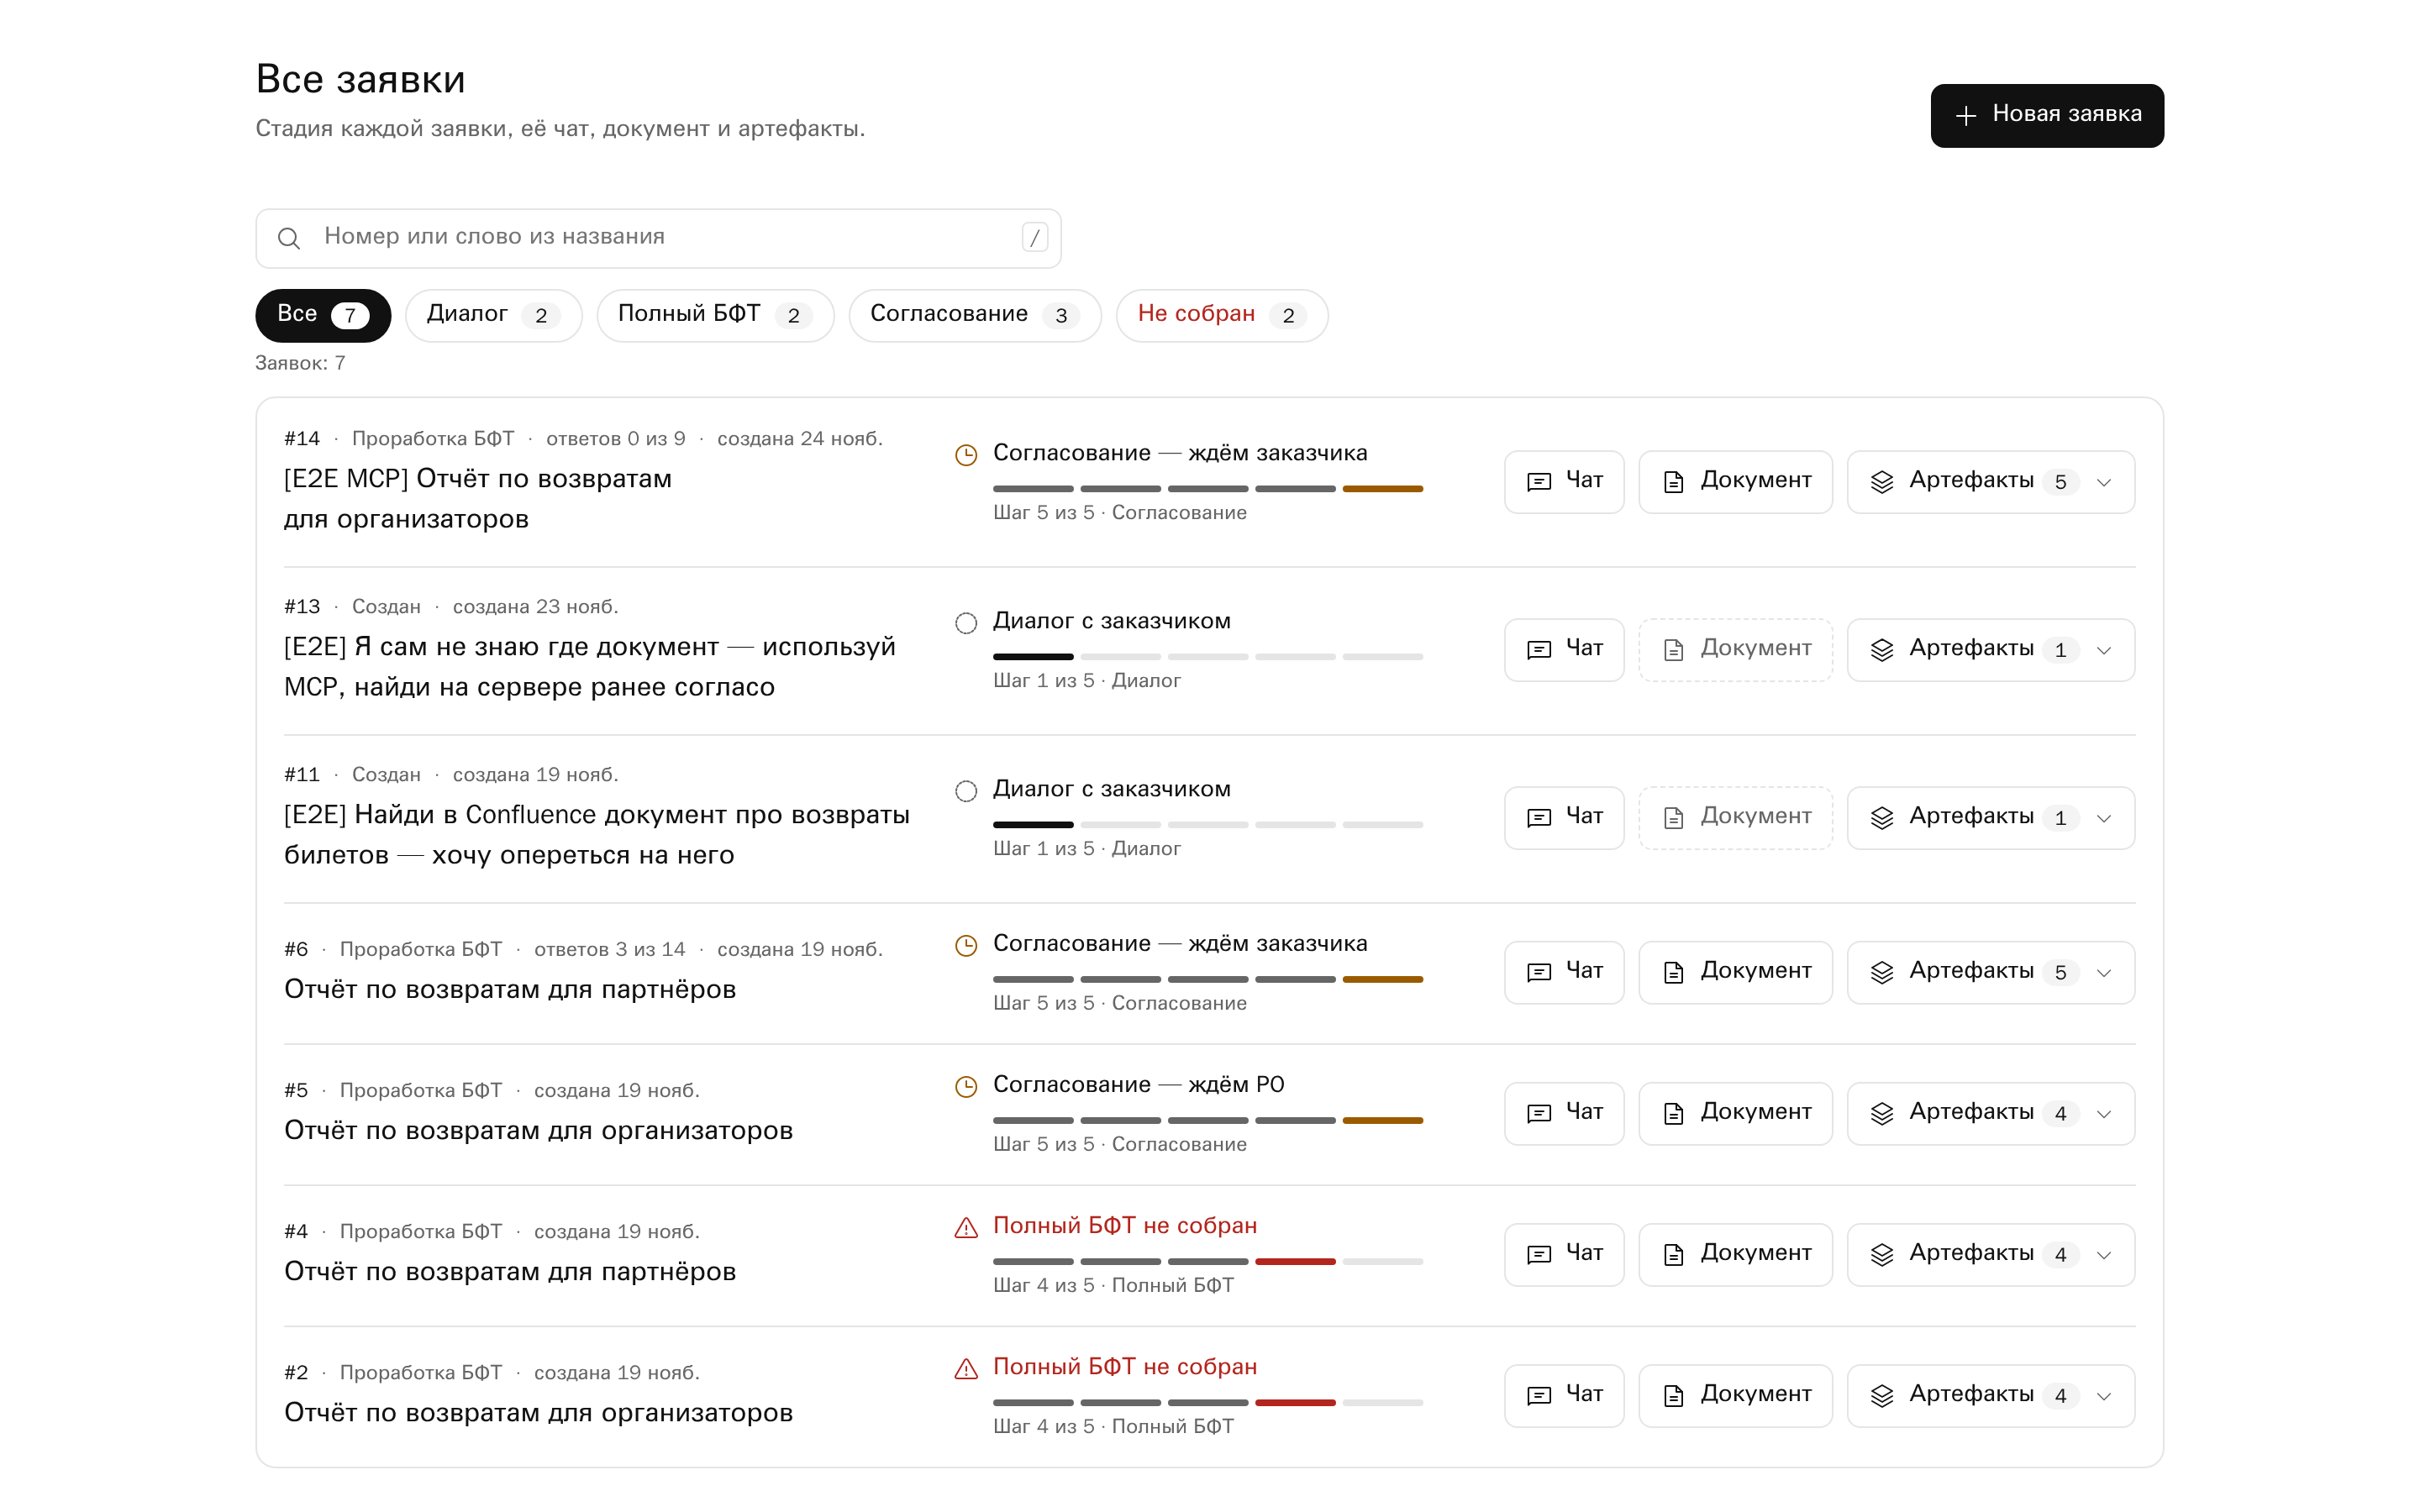 Все заявки
Стадия каждой заявки, её чат, документ и артефакты.
Новая заявка
Номер или слово из названия /
Все 7 Диалог 2 Полный БФТ 2 Согласование 3 Не собран 2
Заявок: 7
#14 · Проработка БФТ · ответов 0 из 9 · создана 24 нояб.
[E2E MCP] Отчёт по возвратам
для организаторов
Согласование — ждём заказчика
Шаг 5 из 5 · Согласование
Чат Документ Артефакты 5
#13 · Создан · создана 23 нояб.
[E2E] Я сам не знаю где документ — используй
MCP, найди на сервере ранее согласо
Диалог с заказчиком
Шаг 1 из 5 · Диалог
Чат Документ Артефакты 1
#11 · Создан · создана 19 нояб.
[E2E] Найди в Confluence документ про возвраты
билетов — хочу опереться на него
Диалог с заказчиком
Шаг 1 из 5 · Диалог
Чат Документ Артефакты 1
#6 · Проработка БФТ · ответов 3 из 14 · создана 19 нояб.
Отчёт по возвратам для партнёров
Согласование — ждём заказчика
Шаг 5 из 5 · Согласование
Чат Документ Артефакты 5
#5 · Проработка БФТ · создана 19 нояб.
Отчёт по возвратам для организаторов
Согласование — ждём PO
Шаг 5 из 5 · Согласование
Чат Документ Артефакты 4
#4 · Проработка БФТ · создана 19 нояб.
Отчёт по возвратам для партнёров
Полный БФТ не собран
Шаг 4 из 5 · Полный БФТ
Чат Документ Артефакты 4
#2 · Проработка БФТ · создана 19 нояб.
Отчёт по возвратам для организаторов
Полный БФТ не собран
Шаг 4 из 5 · Полный БФТ
Чат Документ Артефакты 4